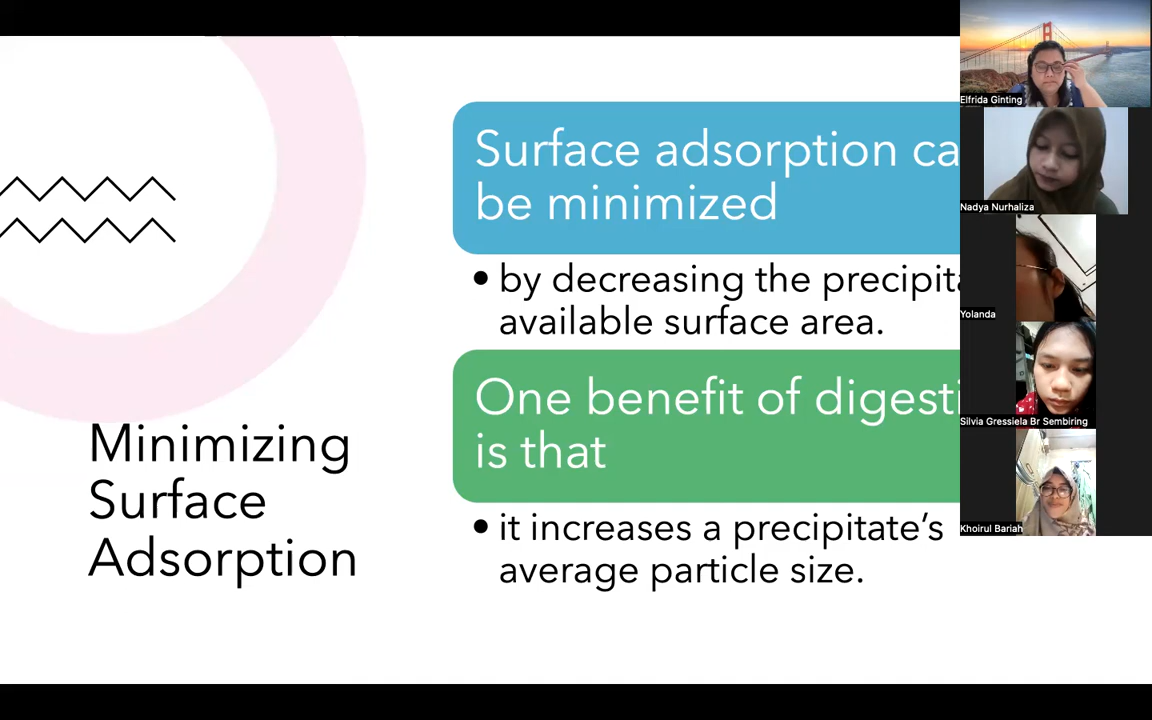 Minimizing
Surface
Adsorption
Surface adsorption ca
be minimized
• by decreasing the precipita
available surface area.
One benefit of digesti
is that
• it increases a precipitate’s
average particle size.
Elfrida Ginting
Nadya Nurhaliza
Yolanda
Silvia Gressiela Br Sembiring
Khoirul Bariah